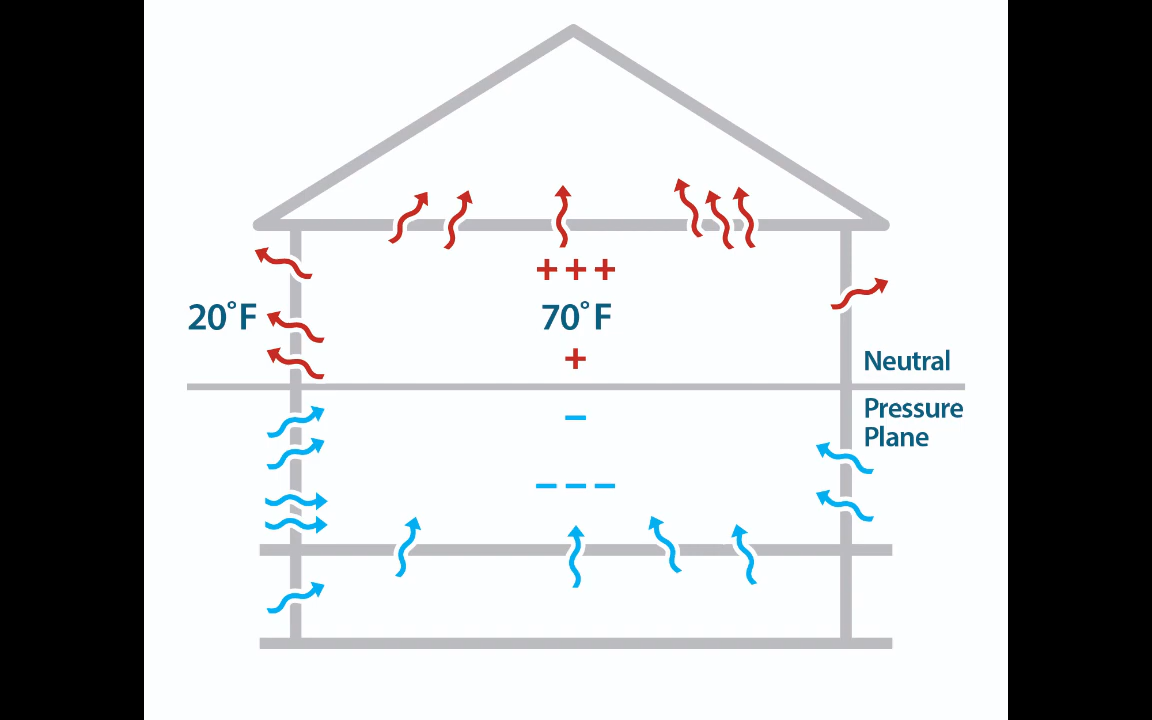 + + +
20°F
70°F
+
Neutral
−
Pressure
Plane
− − −